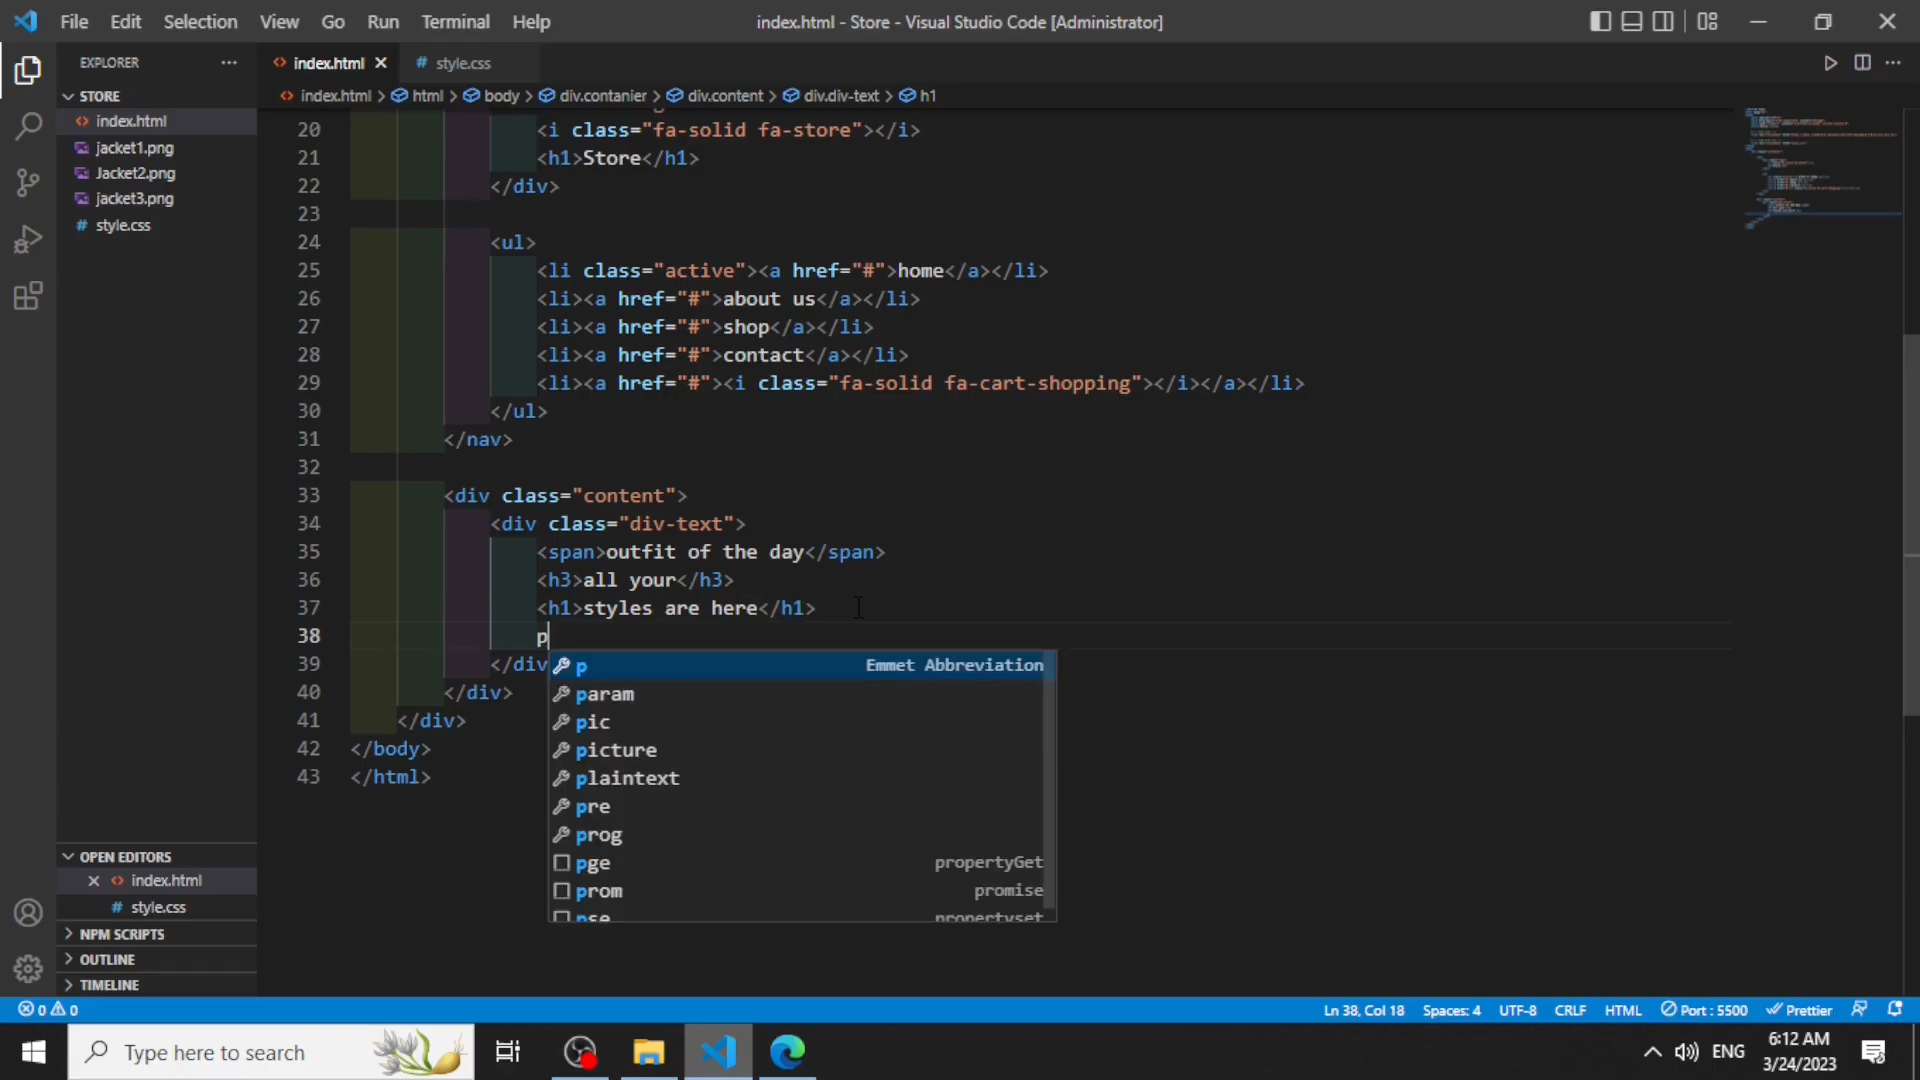 File Edit Selection View Go Run Terminal Help
index.html - Store - Visual Studio Code [Administrator]
EXPLORER
index.html
style.css
STORE
index.html > html > body > div.contanier > div.content > div.div-text > h1
index.html
jacket1.png
Jacket2.png
jacket3.png
style.css
20 <i class="fa-solid fa-store"></i>
21 <h1>Store</h1>
22 </div>
23
24 <ul>
25 <li class="active"><a href="#">home</a></li>
26 <li><a href="#">about us</a></li>
27 <li><a href="#">shop</a></li>
28 <li><a href="#">contact</a></li>
29 <li><a href="#"><i class="fa-solid fa-cart-shopping"></i></a></li>
30 </ul>
31 </nav>
32
33 <div class="content">
34 <div class="div-text">
35 <span>outfit of the day</span>
36 <h3>all your</h3>
37 <h1>styles are here</h1>
38 p
39 </div
40 </div>
41 </div>
42 </body>
43 </html>
p Emmet Abbreviation
param
pic
picture
plaintext
pre
prog
pge propertyGet
prom promise
pse propertyset
OPEN EDITORS
index.html
style.css
NPM SCRIPTS
OUTLINE
TIMELINE
0 0
Ln 38, Col 18 Spaces: 4 UTF-8 CRLF HTML Port : 5500 Prettier
Type here to search
ENG
6:12 AM
3/24/2023